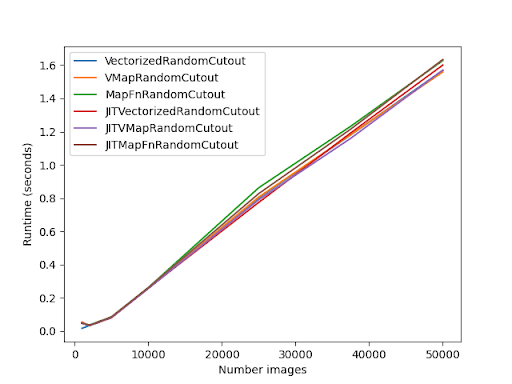 VectorizedRandomCutout
VMapRandomCutout
MapFnRandomCutout
JITVectorizedRandomCutout
JITVMapRandomCutout
JITMapFnRandomCutout
1.6
1.4
1.2
1.0
0.8
0.6
0.4
0.2
0.0
Runtime (seconds)
0 10000 20000 30000 40000 50000
Number images